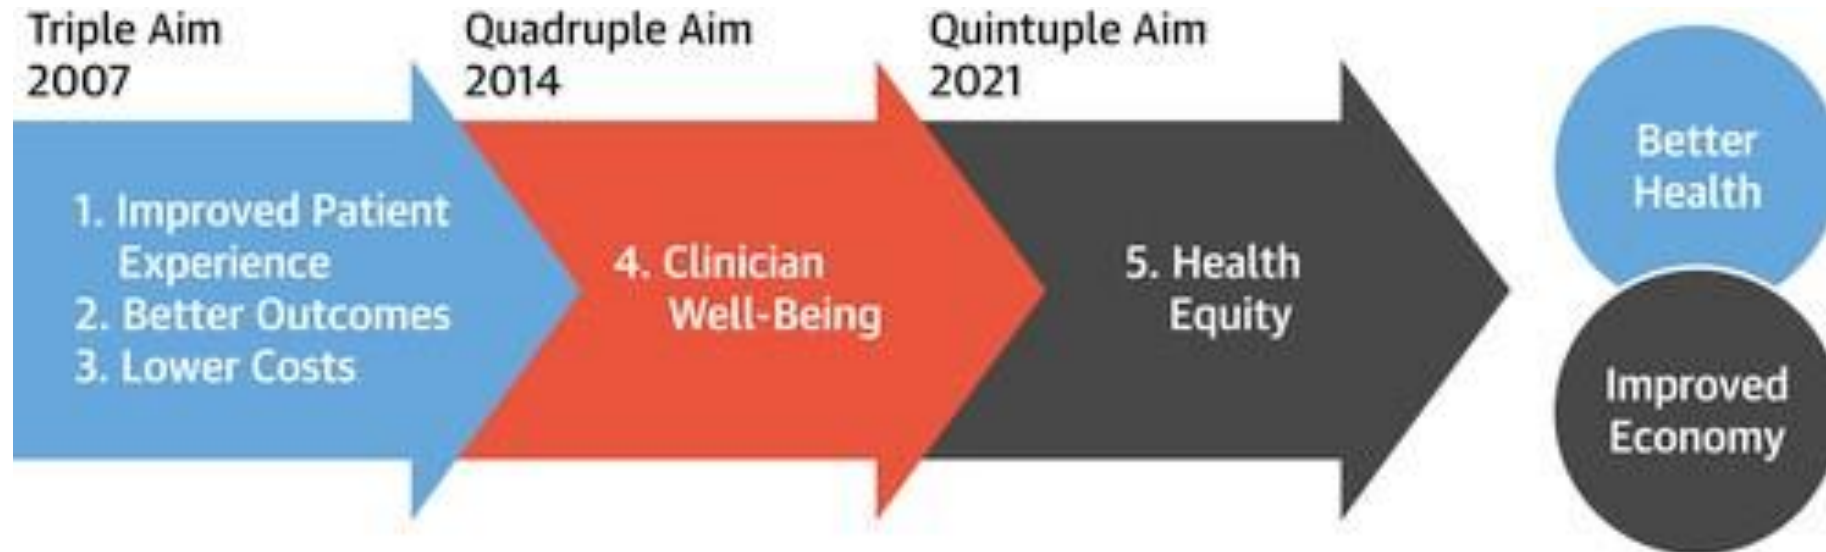 Triple Aim
2007
Quadruple Aim
2014
Quintuple Aim
2021
1. Improved Patient
Experience
2. Better Outcomes
3. Lower Costs
4. Clinician
Well-Being
5. Health
Equity
Better
Health
Improved
Economy